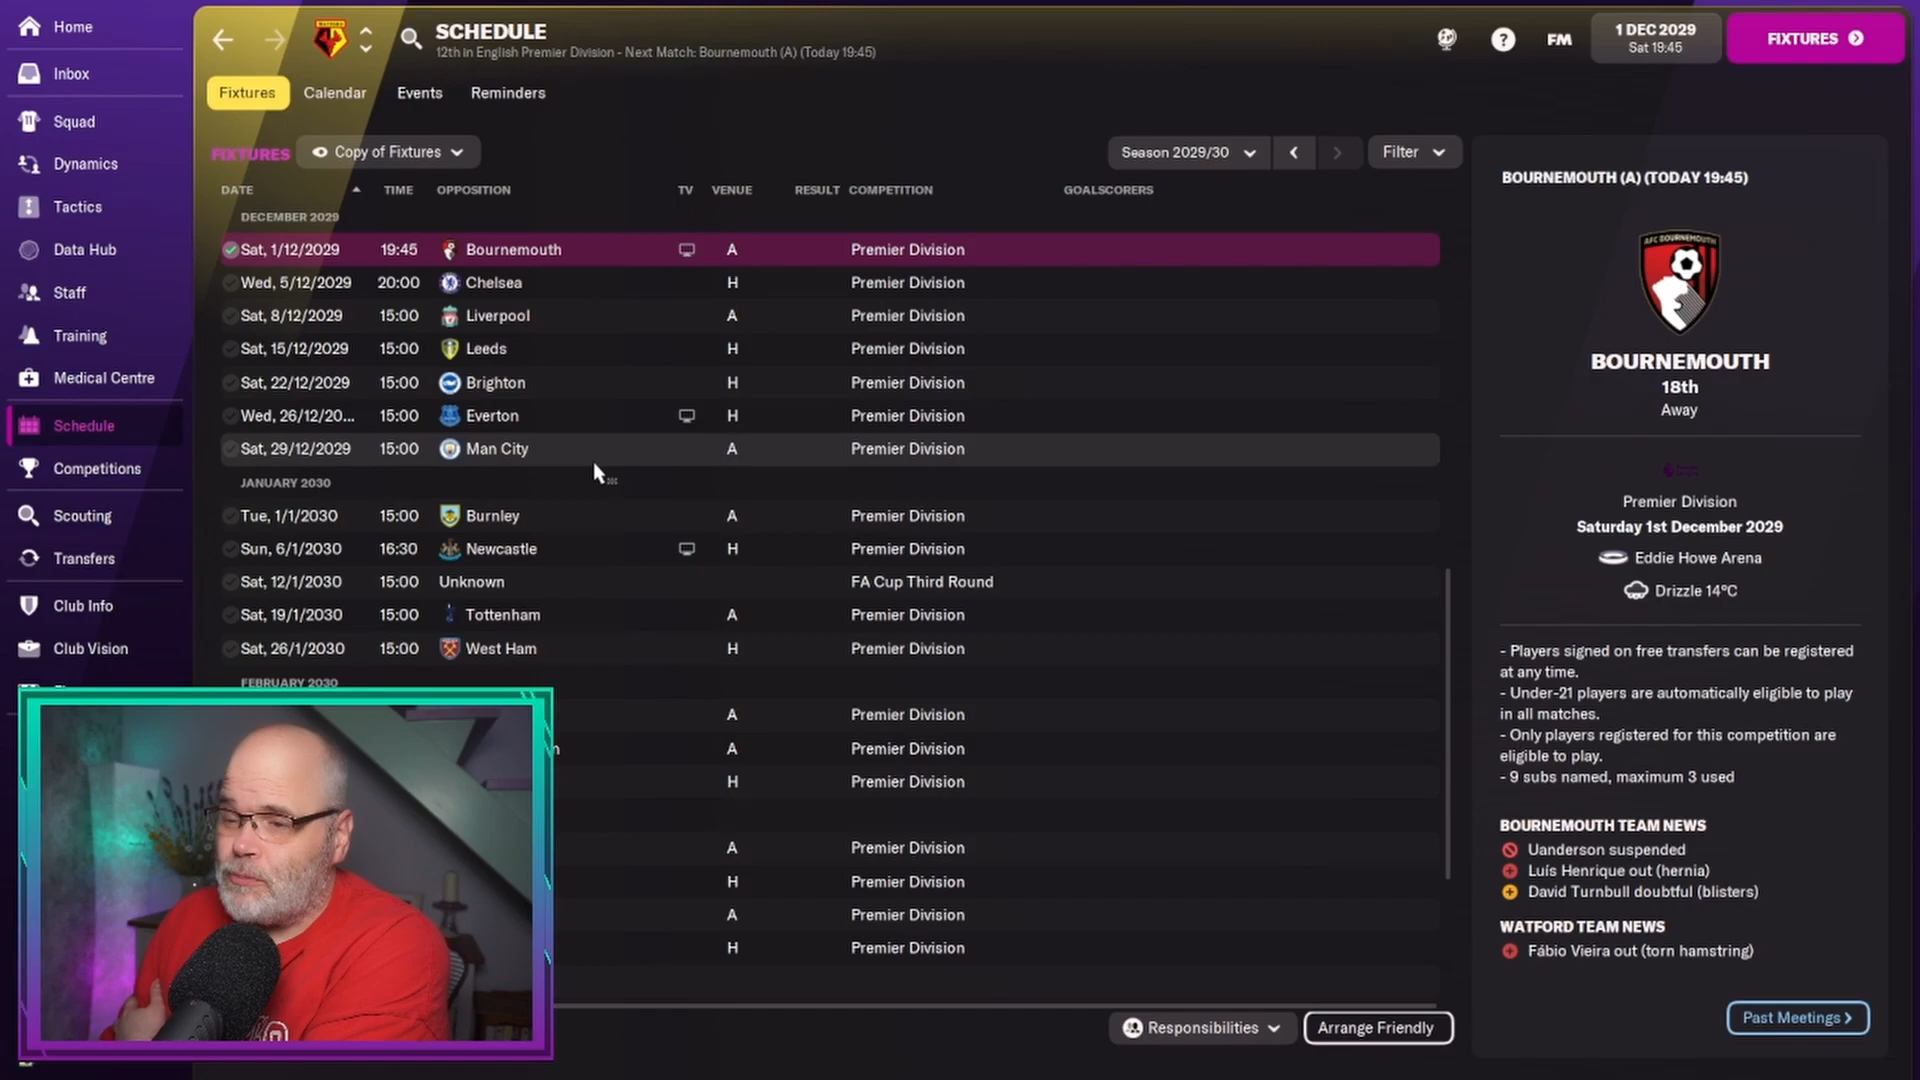 Home
Inbox
Squad
Dynamics
Tactics
Data Hub
Staff
Training
Medical Centre
Schedule
Competitions
Scouting
Transfers
Club Info
Club Vision
SCHEDULE
12th in English Premier Division - Next Match: Bournemouth (A) (Today 19:45)
FM
1 DEC 2029
Sat 19:45
FIXTURES
Fixtures Calendar Events Reminders
FIXTURES Copy of Fixtures Season 2029/30 Filter
DATE TIME OPPOSITION TV VENUE RESULT COMPETITION GOALSCORERS
DECEMBER 2029
Sat, 1/12/2029 19:45 Bournemouth A Premier Division
Wed, 5/12/2029 20:00 Chelsea H Premier Division
Sat, 8/12/2029 15:00 Liverpool A Premier Division
Sat, 15/12/2029 15:00 Leeds H Premier Division
Sat, 22/12/2029 15:00 Brighton H Premier Division
Wed, 26/12/20... 15:00 Everton H Premier Division
Sat, 29/12/2029 15:00 Man City A Premier Division
JANUARY 2030
Tue, 1/1/2030 15:00 Burnley A Premier Division
Sun, 6/1/2030 16:30 Newcastle H Premier Division
Sat, 12/1/2030 15:00 Unknown FA Cup Third Round
Sat, 19/1/2030 15:00 Tottenham A Premier Division
Sat, 26/1/2030 15:00 West Ham H Premier Division
FEBRUARY 2030
A Premier Division
A Premier Division
H Premier Division
A Premier Division
H Premier Division
A Premier Division
H Premier Division
Responsibilities Arrange Friendly
BOURNEMOUTH (A) (TODAY 19:45)
AFC BOURNEMOUTH
BOURNEMOUTH
18th
Away
Premier Division
Saturday 1st December 2029
Eddie Howe Arena
Drizzle 14°C
- Players signed on free transfers can be registered
at any time.
- Under-21 players are automatically eligible to play
in all matches.
- Only players registered for this competition are
eligible to play.
- 9 subs named, maximum 3 used
BOURNEMOUTH TEAM NEWS
Uanderson suspended
Luís Henrique out (hernia)
David Turnbull doubtful (blisters)
WATFORD TEAM NEWS
Fábio Vieira out (torn hamstring)
Past Meetings